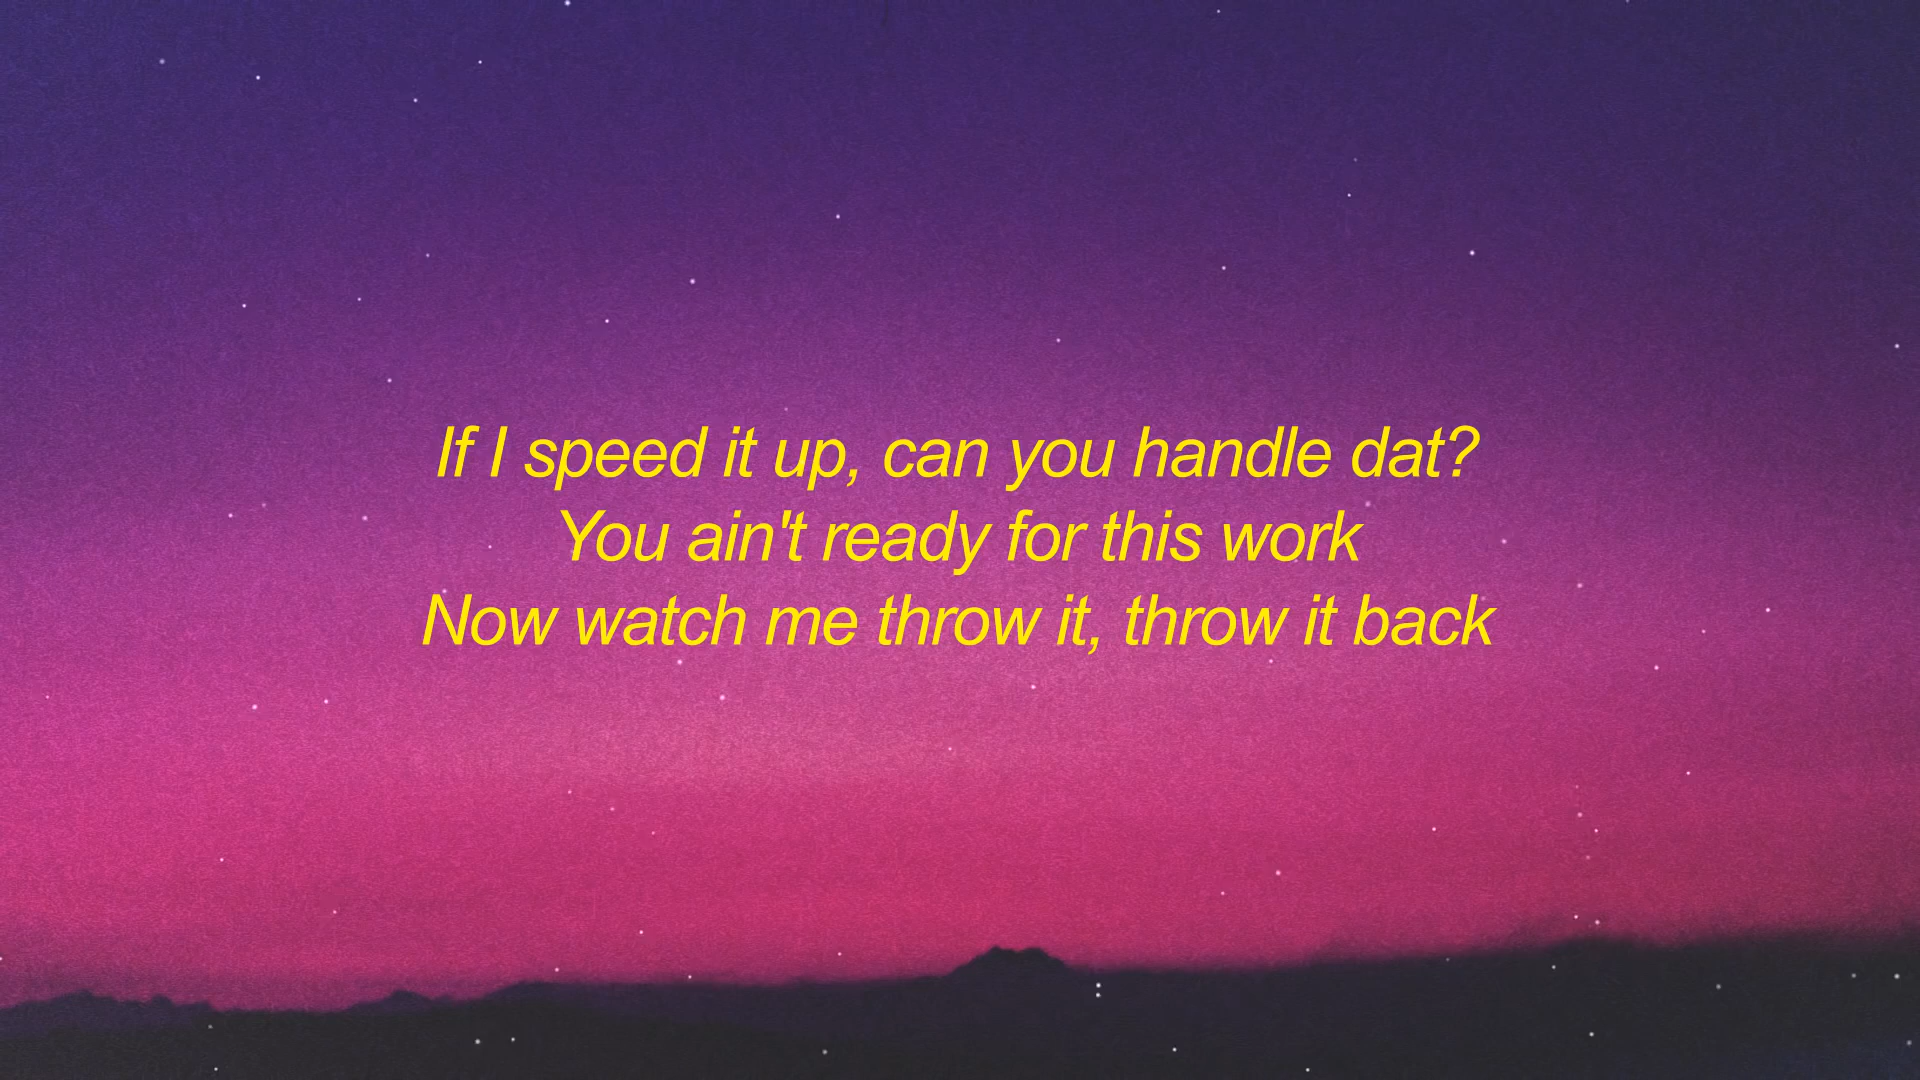 If I speed it up, can you handle dat?
You ain't ready for this work
Now watch me throw it, throw it back